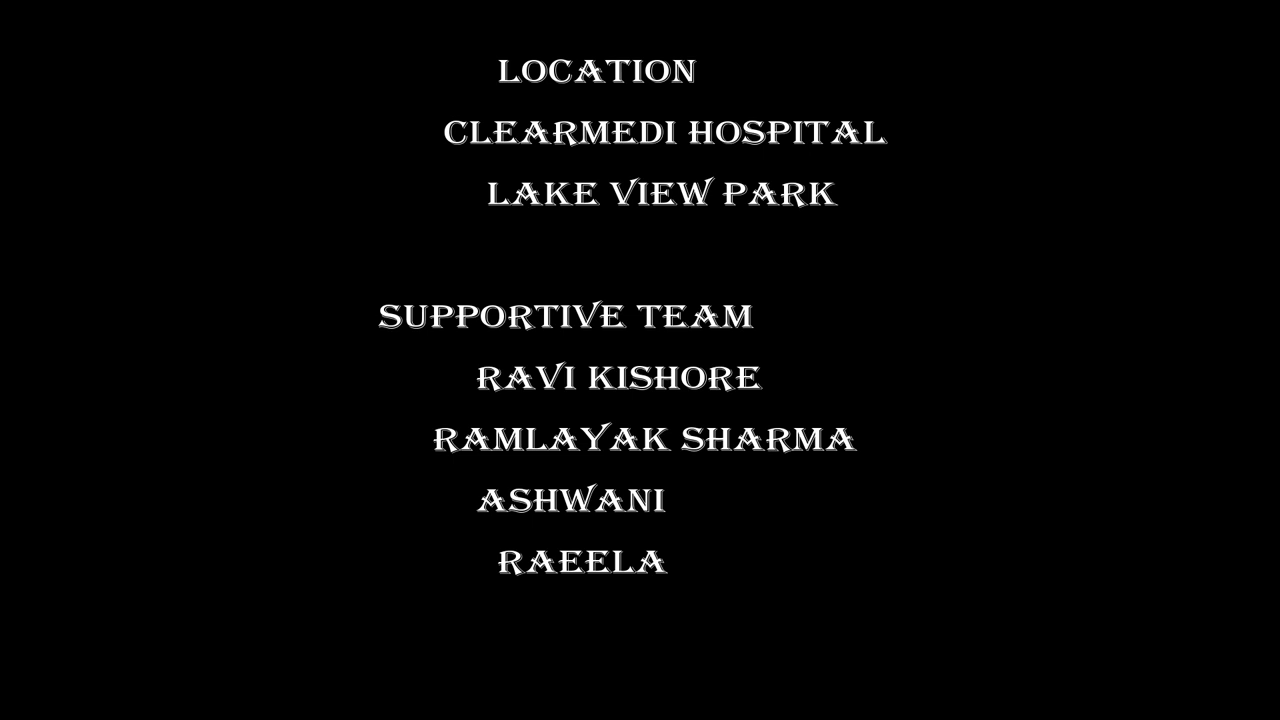 LOCATION
CLEARMEDI HOSPITAL
LAKE VIEW PARK
SUPPORTIVE TEAM
RAVI KISHORE
RAMLAYAK SHARMA
ASHWANI
RAEELA